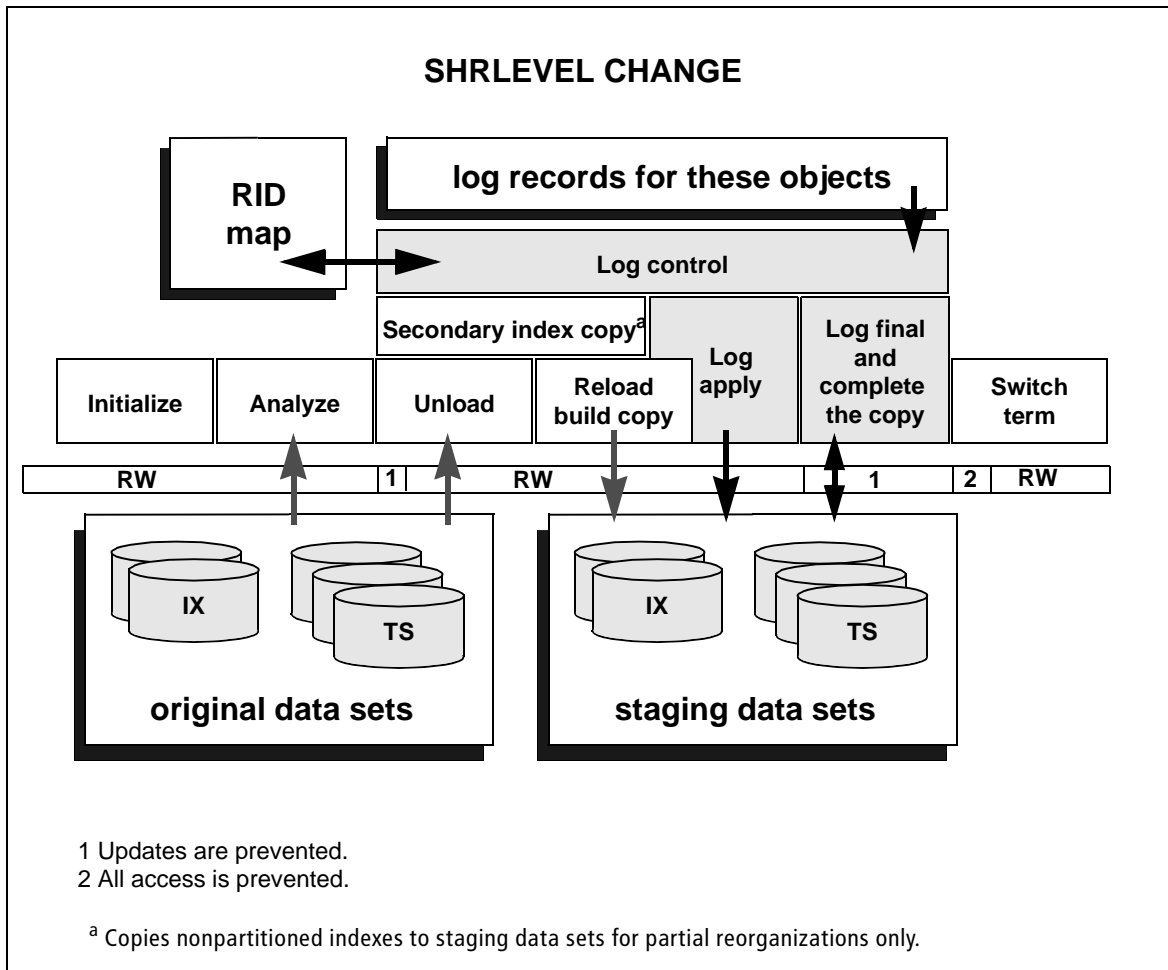 SHRLEVEL CHANGE
RID
map
log records for these objects
Log control
Secondary index copy^a
Log
apply
Log final
and
complete
the copy
Initialize
Analyze
Unload
Reload
build copy
Switch
term
RW
1
RW
1
2
RW
IX
TS
original data sets
IX
TS
staging data sets
1 Updates are prevented.
2 All access is prevented.
^a Copies nonpartitioned indexes to staging data sets for partial reorganizations only.